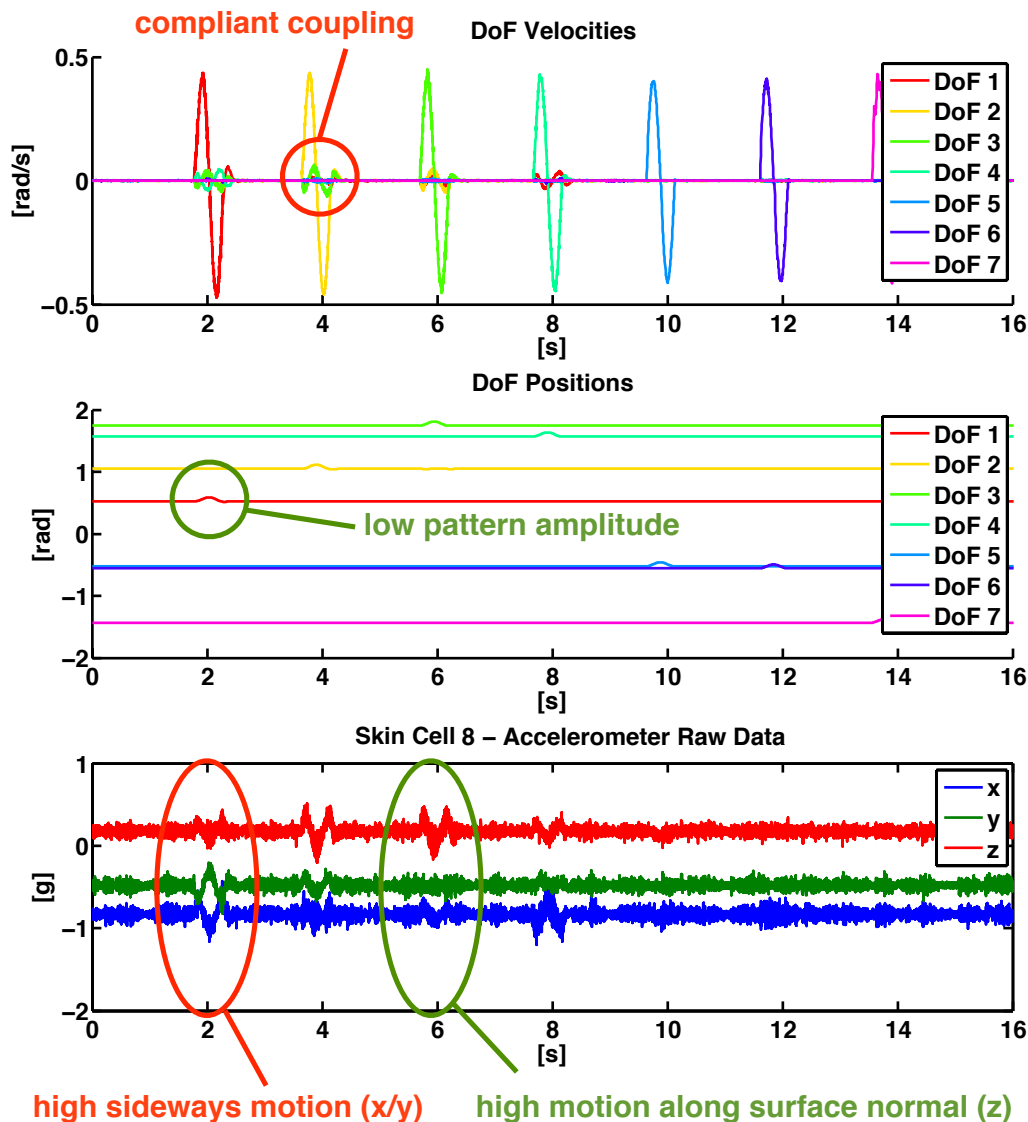 compliant coupling
DoF Velocities
0.5
0
−0.5
[rad/s]
0 2 4 6 8 10 12 14 16
[s]
DoF 1
DoF 2
DoF 3
DoF 4
DoF 5
DoF 6
DoF 7
DoF Positions
2
1
0
−1
−2
[rad]
low pattern amplitude
0 2 4 6 8 10 12 14 16
[s]
DoF 1
DoF 2
DoF 3
DoF 4
DoF 5
DoF 6
DoF 7
Skin Cell 8 − Accelerometer Raw Data
1
0
−1
−2
[g]
0 2 4 6 8 10 12 14 16
[s]
x
y
z
high sideways motion (x/y)
high motion along surface normal (z)